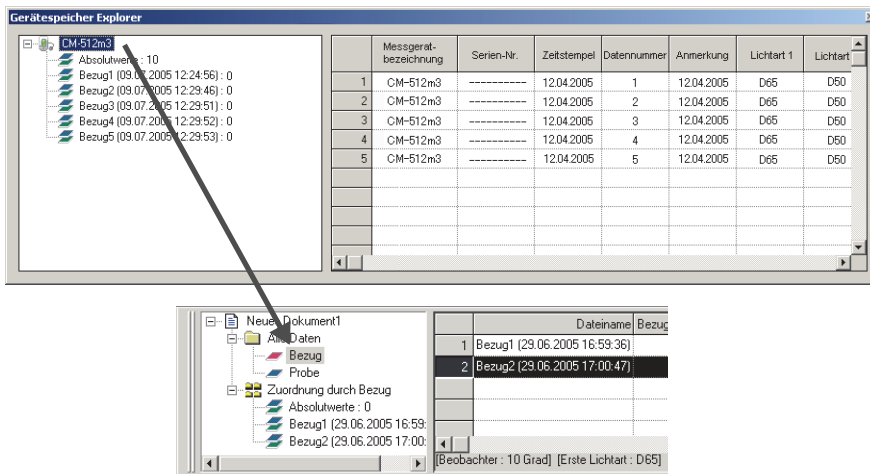 Gerätespeicher Explorer
CM-512m3
Absolutwerte : 10
Bezug1 (09.07.2005 12:24:56) : 0
Bezug2 (09.07.2005 12:29:46) : 0
Bezug3 (09.07.2005 12:29:51) : 0
Bezug4 (09.07.2005 12:29:52) : 0
Bezug5 (09.07.2005 12:29:53) : 0
Messgerat-bezeichnung Serien-Nr. Zeitstempel Datennummer Anmerkung Lichtart 1 Lichtart
1 CM-512m3 ---------- 12.04.2005 1 12.04.2005 D65 D50
2 CM-512m3 ---------- 12.04.2005 2 12.04.2005 D65 D50
3 CM-512m3 ---------- 12.04.2005 3 12.04.2005 D65 D50
4 CM-512m3 ---------- 12.04.2005 4 12.04.2005 D65 D50
5 CM-512m3 ---------- 12.04.2005 5 12.04.2005 D65 D50
Neues Dokument1
Alle Daten
Bezug
Probe
Zuordnung durch Bezug
Absolutwerte : 0
Bezug1 (29.06.2005 16:59:
Bezug2 (29.06.2005 17:00:
Dateiname Bezug
1 Bezug1 (29.06.2005 16:59:36)
2 Bezug2 (29.06.2005 17:00:47)
[Beobachter : 10 Grad] [Erste Lichtart : D65]